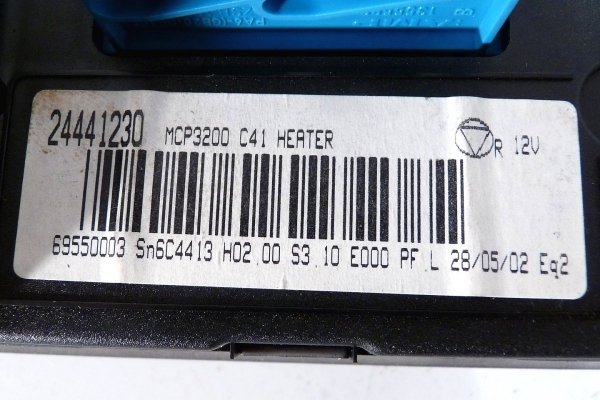 24441230 MCP3200 C41 HEATER R 12V
69550003 Sn6C4413 H02.00 S3.10 E000 PF.L 28/05/02 Eq2